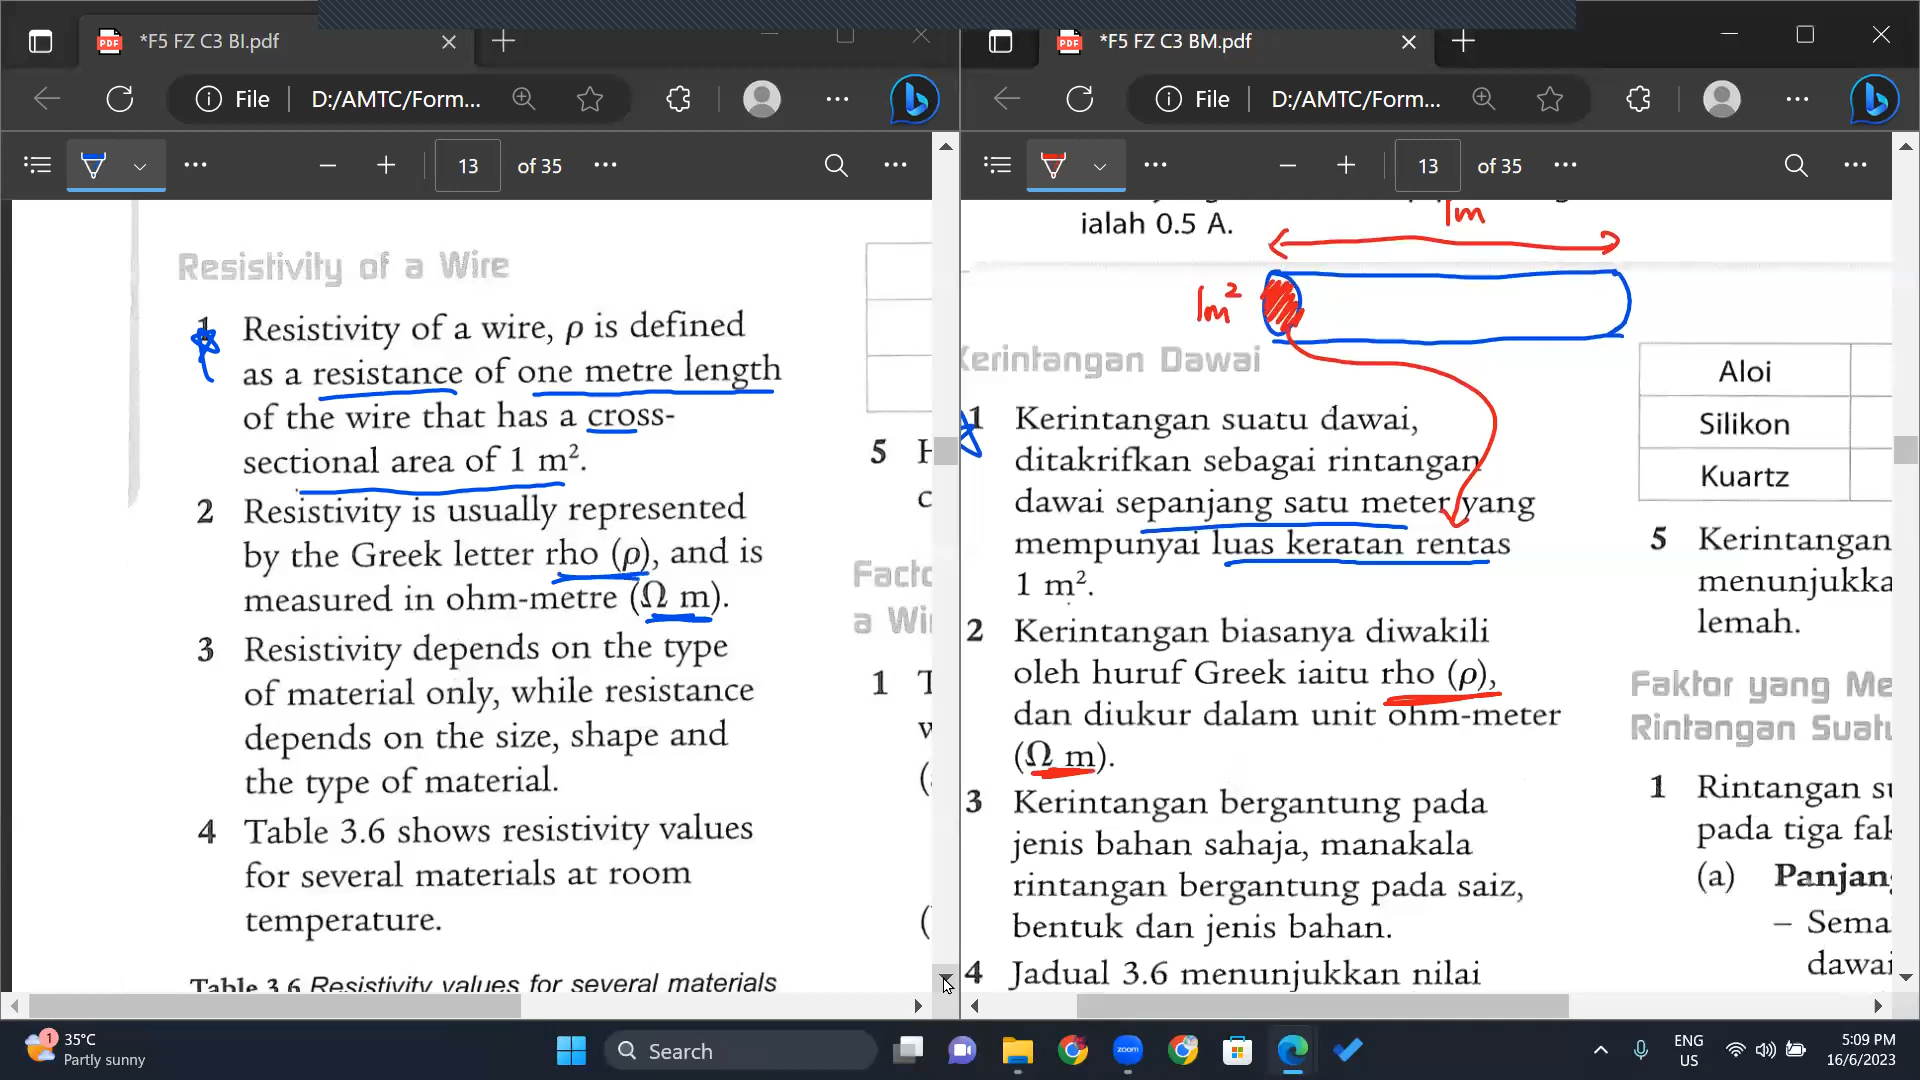 *F5 FZ C3 BI.pdf
File
D:/AMTC/Form...
13 of 35
Resistivity of a Wire
1 Resistivity of a wire, ρ is defined
as a resistance of one metre length
of the wire that has a cross-
sectional area of 1 m².
2 Resistivity is usually represented
by the Greek letter rho (ρ), and is
measured in ohm-metre (Ω m).
3 Resistivity depends on the type
of material only, while resistance
depends on the size, shape and
the type of material.
4 Table 3.6 shows resistivity values
for several materials at room
temperature.
Table 3.6 Resistivity values for several materials
5
a Wi
1
*F5 FZ C3 BM.pdf
File
D:/AMTC/Form...
13 of 35
ialah 0.5 A.
1m
1m²
Kerintangan Dawai
1 Kerintangan suatu dawai,
ditakrifkan sebagai rintangan
dawai sepanjang satu meter yang
mempunyai luas keratan rentas
1 m².
2 Kerintangan biasanya diwakili
oleh huruf Greek iaitu rho (ρ),
dan diukur dalam unit ohm-meter
(Ω m).
3 Kerintangan bergantung pada
jenis bahan sahaja, manakala
rintangan bergantung pada saiz,
bentuk dan jenis bahan.
4 Jadual 3.6 menunjukkan nilai
Aloi
Silikon
Kuartz
5 Kerintangan
menunjukka
lemah.
Faktor yang Me
Rintangan Suat
1 Rintangan su
pada tiga fak
(a) Panjang
– Sema
dawai
1
35°C
Partly sunny
Search
zoom
ENG
US
5:09 PM
16/6/2023